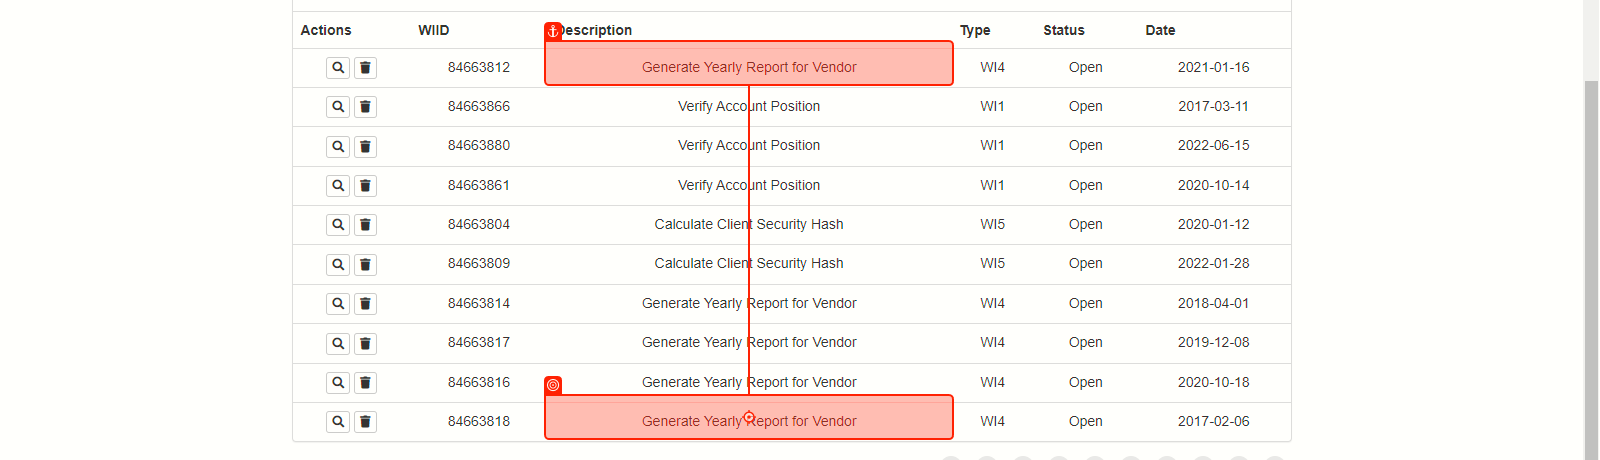 Actions WIID Description Type Status Date
84663812 Generate Yearly Report for Vendor WI4 Open 2021-01-16
84663866 Verify Account Position WI1 Open 2017-03-11
84663880 Verify Account Position WI1 Open 2022-06-15
84663861 Verify Account Position WI1 Open 2020-10-14
84663804 Calculate Client Security Hash WI5 Open 2020-01-12
84663809 Calculate Client Security Hash WI5 Open 2022-01-28
84663814 Generate Yearly Report for Vendor WI4 Open 2018-04-01
84663817 Generate Yearly Report for Vendor WI4 Open 2019-12-08
84663816 Generate Yearly Report for Vendor WI4 Open 2020-10-18
84663818 Generate Yearly Report for Vendor WI4 Open 2017-02-06